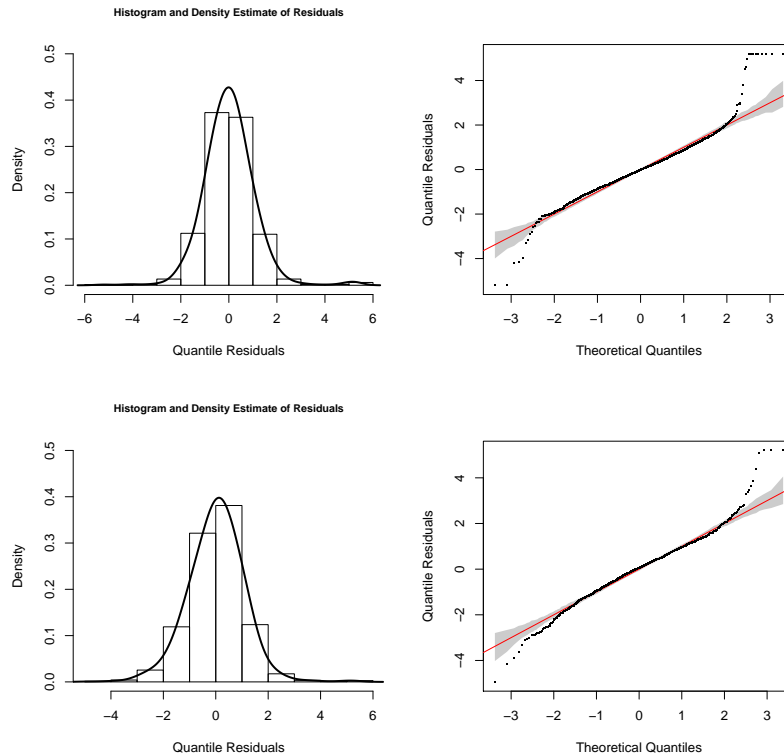 Histogram and Density Estimate of Residuals
Density
0.0 0.1 0.2 0.3 0.4 0.5
−6 −4 −2 0 2 4 6
Quantile Residuals
Quantile Residuals
−4 −2 0 2 4
−3 −2 −1 0 1 2 3
Theoretical Quantiles
Histogram and Density Estimate of Residuals
Density
0.0 0.1 0.2 0.3 0.4 0.5
−4 −2 0 2 4 6
Quantile Residuals
Quantile Residuals
−4 −2 0 2 4
−3 −2 −1 0 1 2 3
Theoretical Quantiles